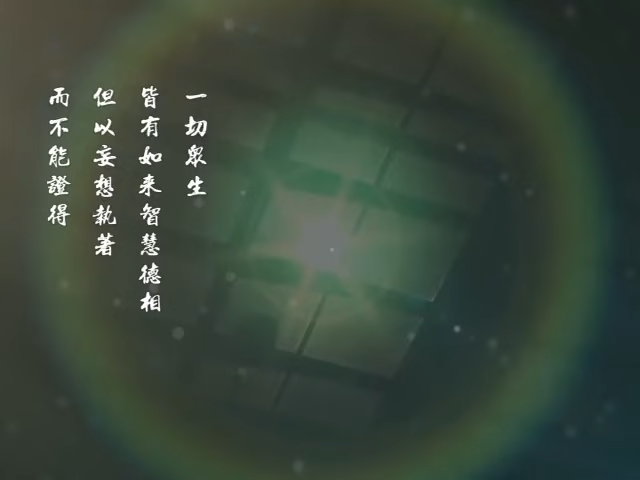 一切眾生
皆有如来智慧德相
但以妄想執著
而不能證得